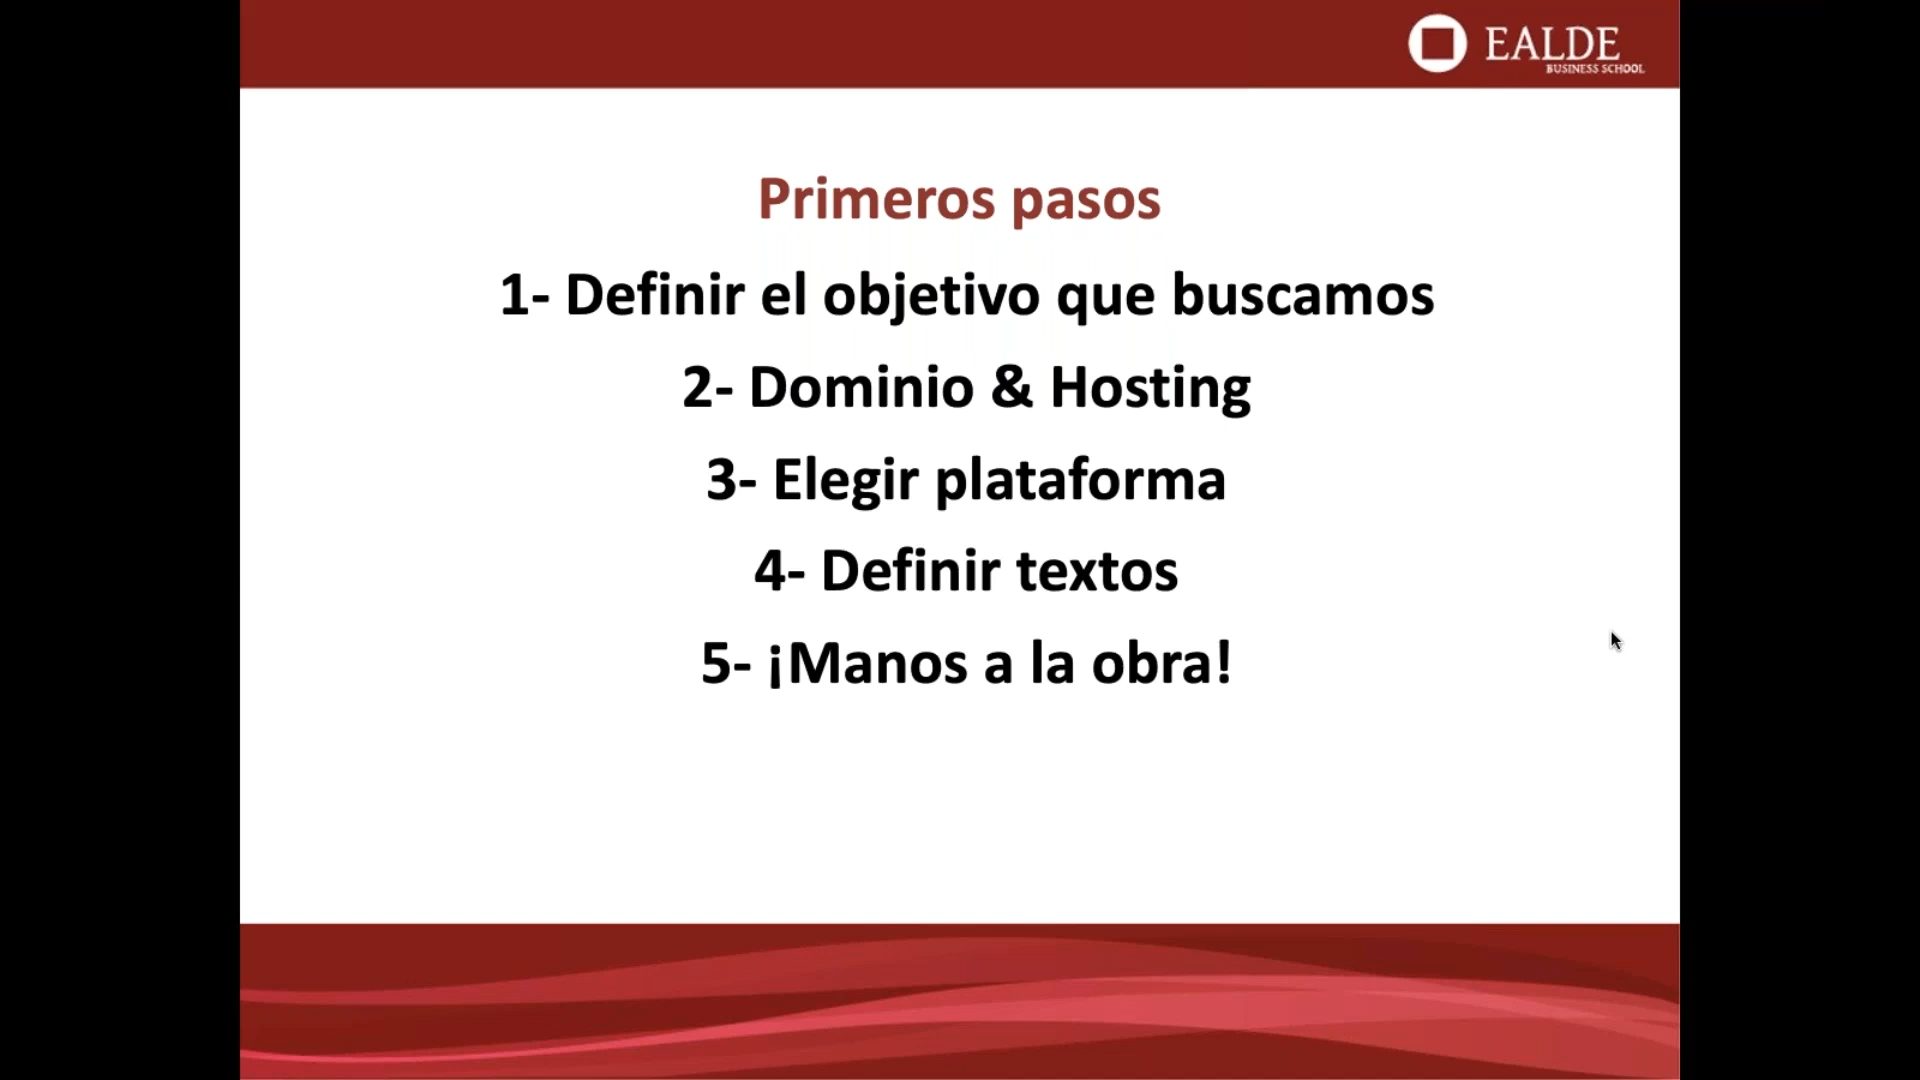 EALDE
BUSINESS SCHOOL
Primeros pasos
1- Definir el objetivo que buscamos
2- Dominio & Hosting
3- Elegir plataforma
4- Definir textos
5- ¡Manos a la obra!